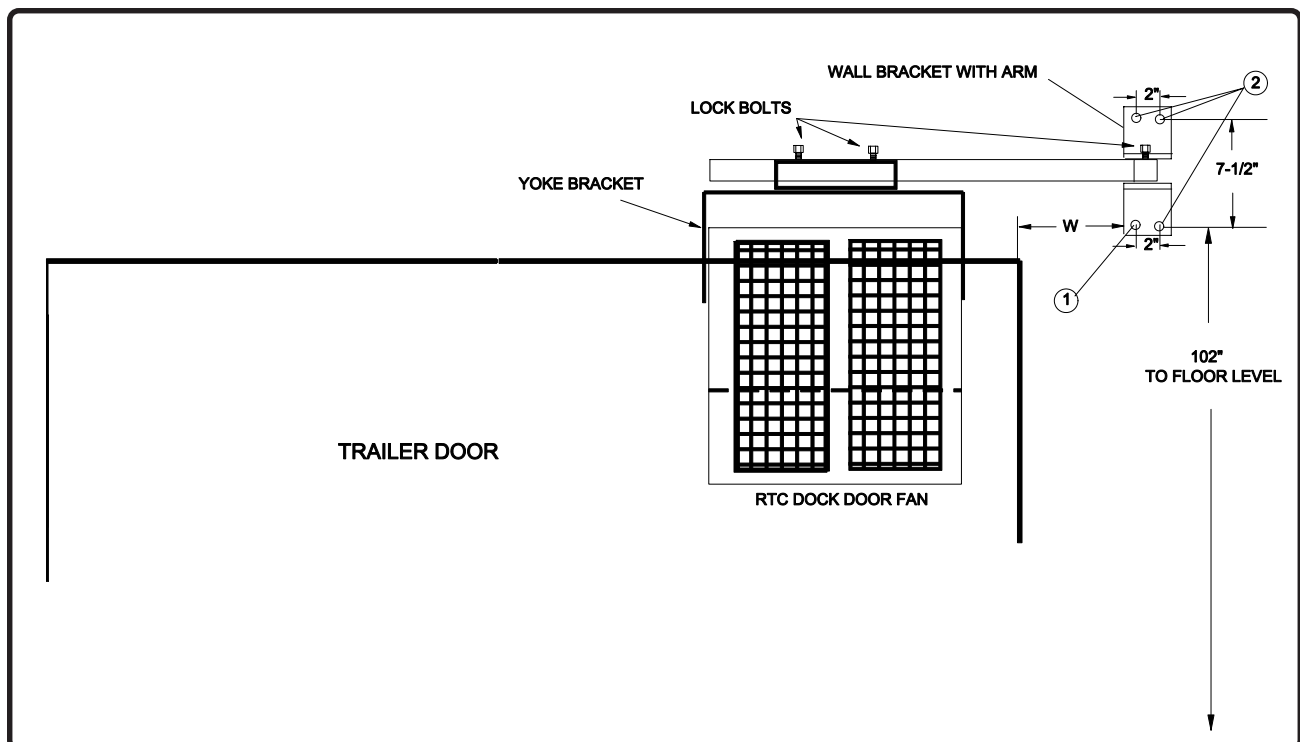 WALL BRACKET WITH ARM
2"
2
LOCK BOLTS
7-1/2"
YOKE BRACKET
W
2"
1
102"
TO FLOOR LEVEL
TRAILER DOOR
RTC DOCK DOOR FAN